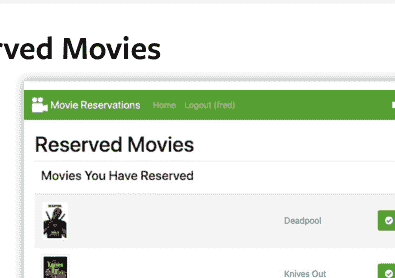 rved Movies
Movie Reservations Home Logout (fred)
Reserved Movies
Movies You Have Reserved
Deadpool
Knives Out